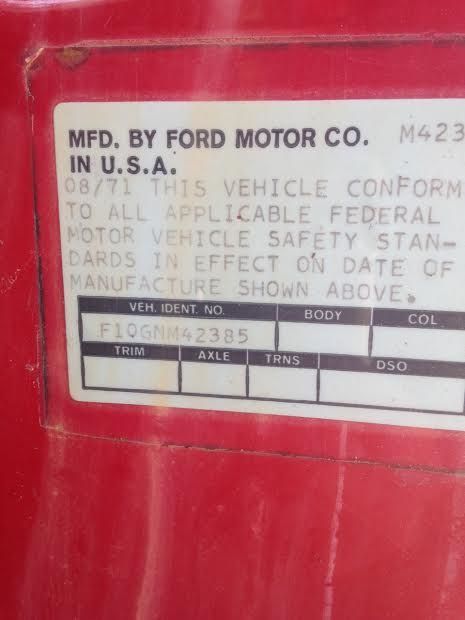 MFD. BY FORD MOTOR CO. M423
IN U.S.A.
08/71 THIS VEHICLE CONFORM
TO ALL APPLICABLE FEDERAL
MOTOR VEHICLE SAFETY STAN-
DARDS IN EFFECT ON DATE OF
MANUFACTURE SHOWN ABOVE.
VEH. IDENT. NO. BODY COL
F10GNM42385
TRIM AXLE TRNS DSO